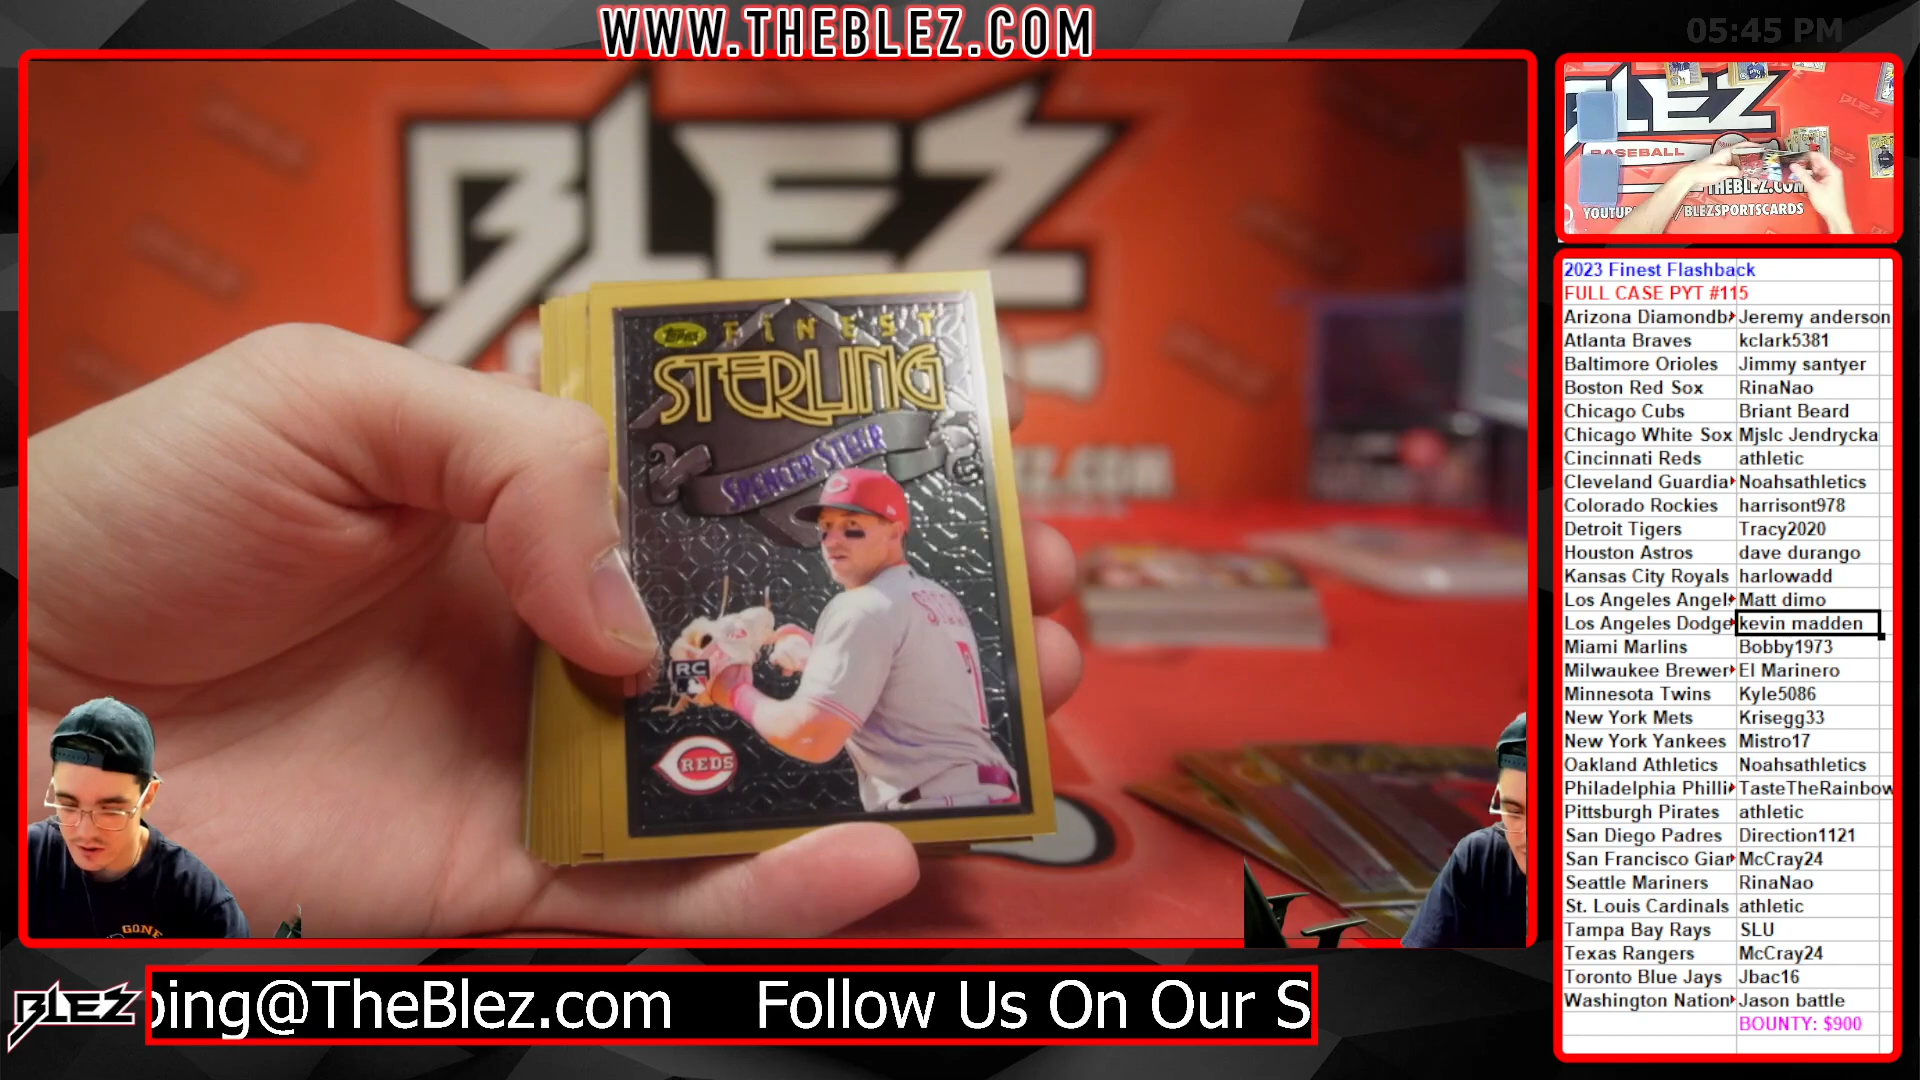 WWW.THEBLEZ.COM
05:45 PM
BLEZ
Topps FINEST
STERLING
SPENCER STEER
RC
REDS
BLEZ
BASEBALL
THEBLEZ.COM
BLEZSPORTSCARDS
2023 Finest Flashback
FULL CASE PYT #115
Arizona Diamondb Jeremy anderson
Atlanta Braves kclark5381
Baltimore Orioles Jimmy santyer
Boston Red Sox RinaNao
Chicago Cubs Briant Beard
Chicago White Sox Mjslc Jendrycka
Cincinnati Reds athletic
Cleveland Guardia Noahsathletics
Colorado Rockies harrisont978
Detroit Tigers Tracy2020
Houston Astros dave durango
Kansas City Royals harlowadd
Los Angeles Angel Matt dimo
Los Angeles Dodge kevin madden
Miami Marlins Bobby1973
Milwaukee Brewer El Marinero
Minnesota Twins Kyle5086
New York Mets Krisegg33
New York Yankees Mistro17
Oakland Athletics Noahsathletics
Philadelphia Philli TasteTheRainbow
Pittsburgh Pirates athletic
San Diego Padres Direction1121
San Francisco Giar McCray24
Seattle Mariners RinaNao
St. Louis Cardinals athletic
Tampa Bay Rays SLU
Texas Rangers McCray24
Toronto Blue Jays Jbac16
Washington Nation Jason battle
BOUNTY: $900
GONE
BLEZ
ping@TheBlez.com Follow Us On Our S